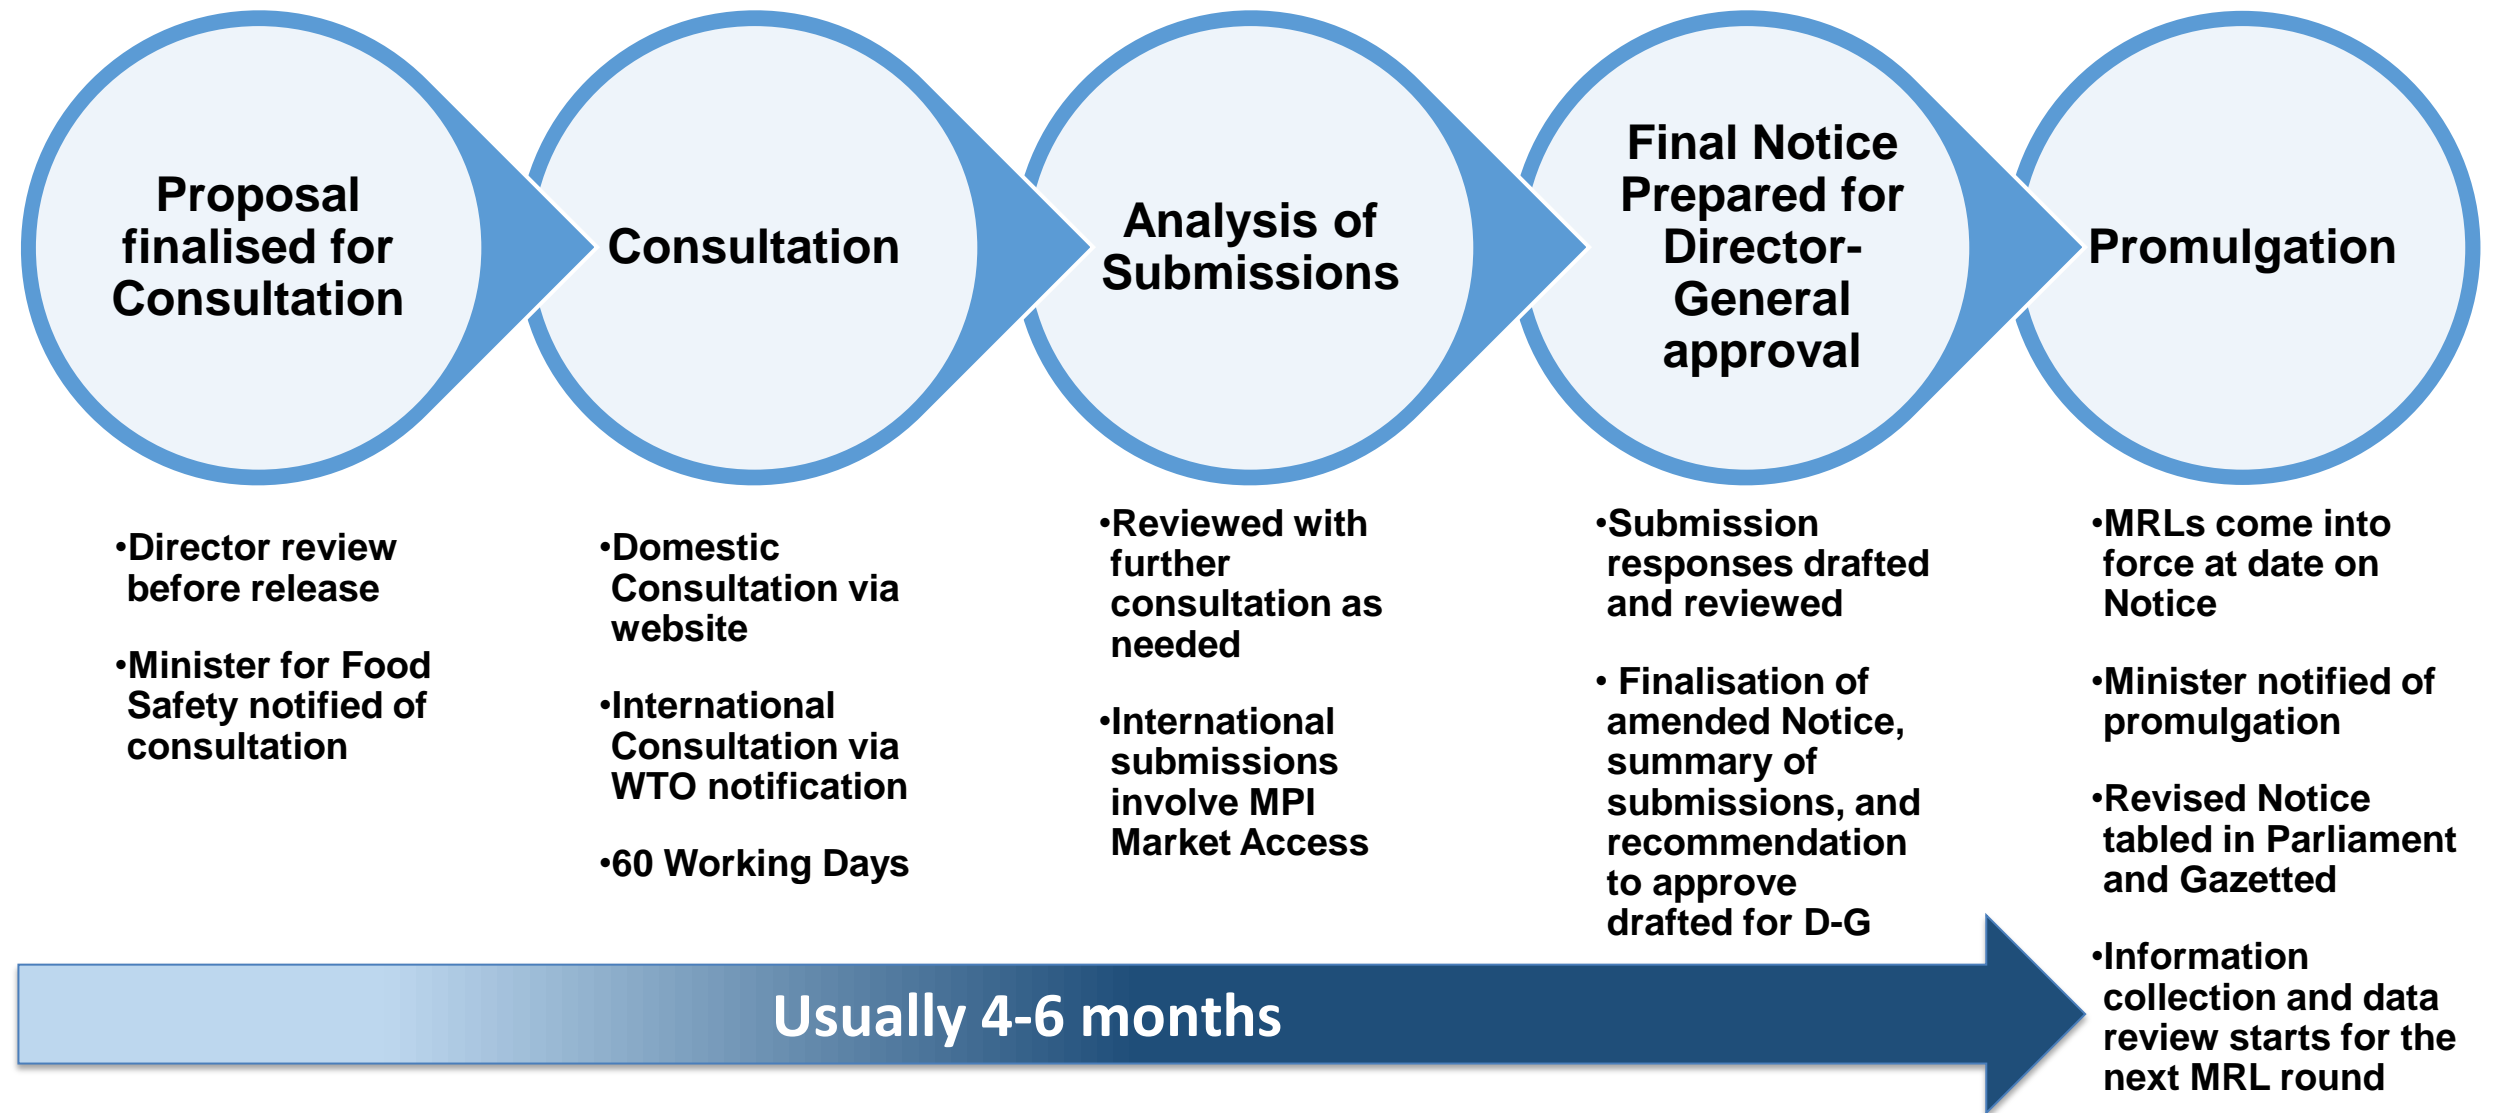 Proposal
finalised for
Consultation
Consultation
Analysis of
Submissions
Final Notice
Prepared for
Director-
General
approval
Promulgation
•Director review
before release
•Minister for Food
Safety notified of
consultation
•Domestic
Consultation via
website
•International
Consultation via
WTO notification
•60 Working Days
•Reviewed with
further
consultation as
needed
•International
submissions
involve MPI
Market Access
•Submission
responses drafted
and reviewed
• Finalisation of
amended Notice,
summary of
submissions, and
recommendation
to approve
drafted for D-G
•MRLs come into
force at date on
Notice
•Minister notified of
promulgation
•Revised Notice
tabled in Parliament
and Gazetted
•Information
collection and data
review starts for the
next MRL round
Usually 4-6 months